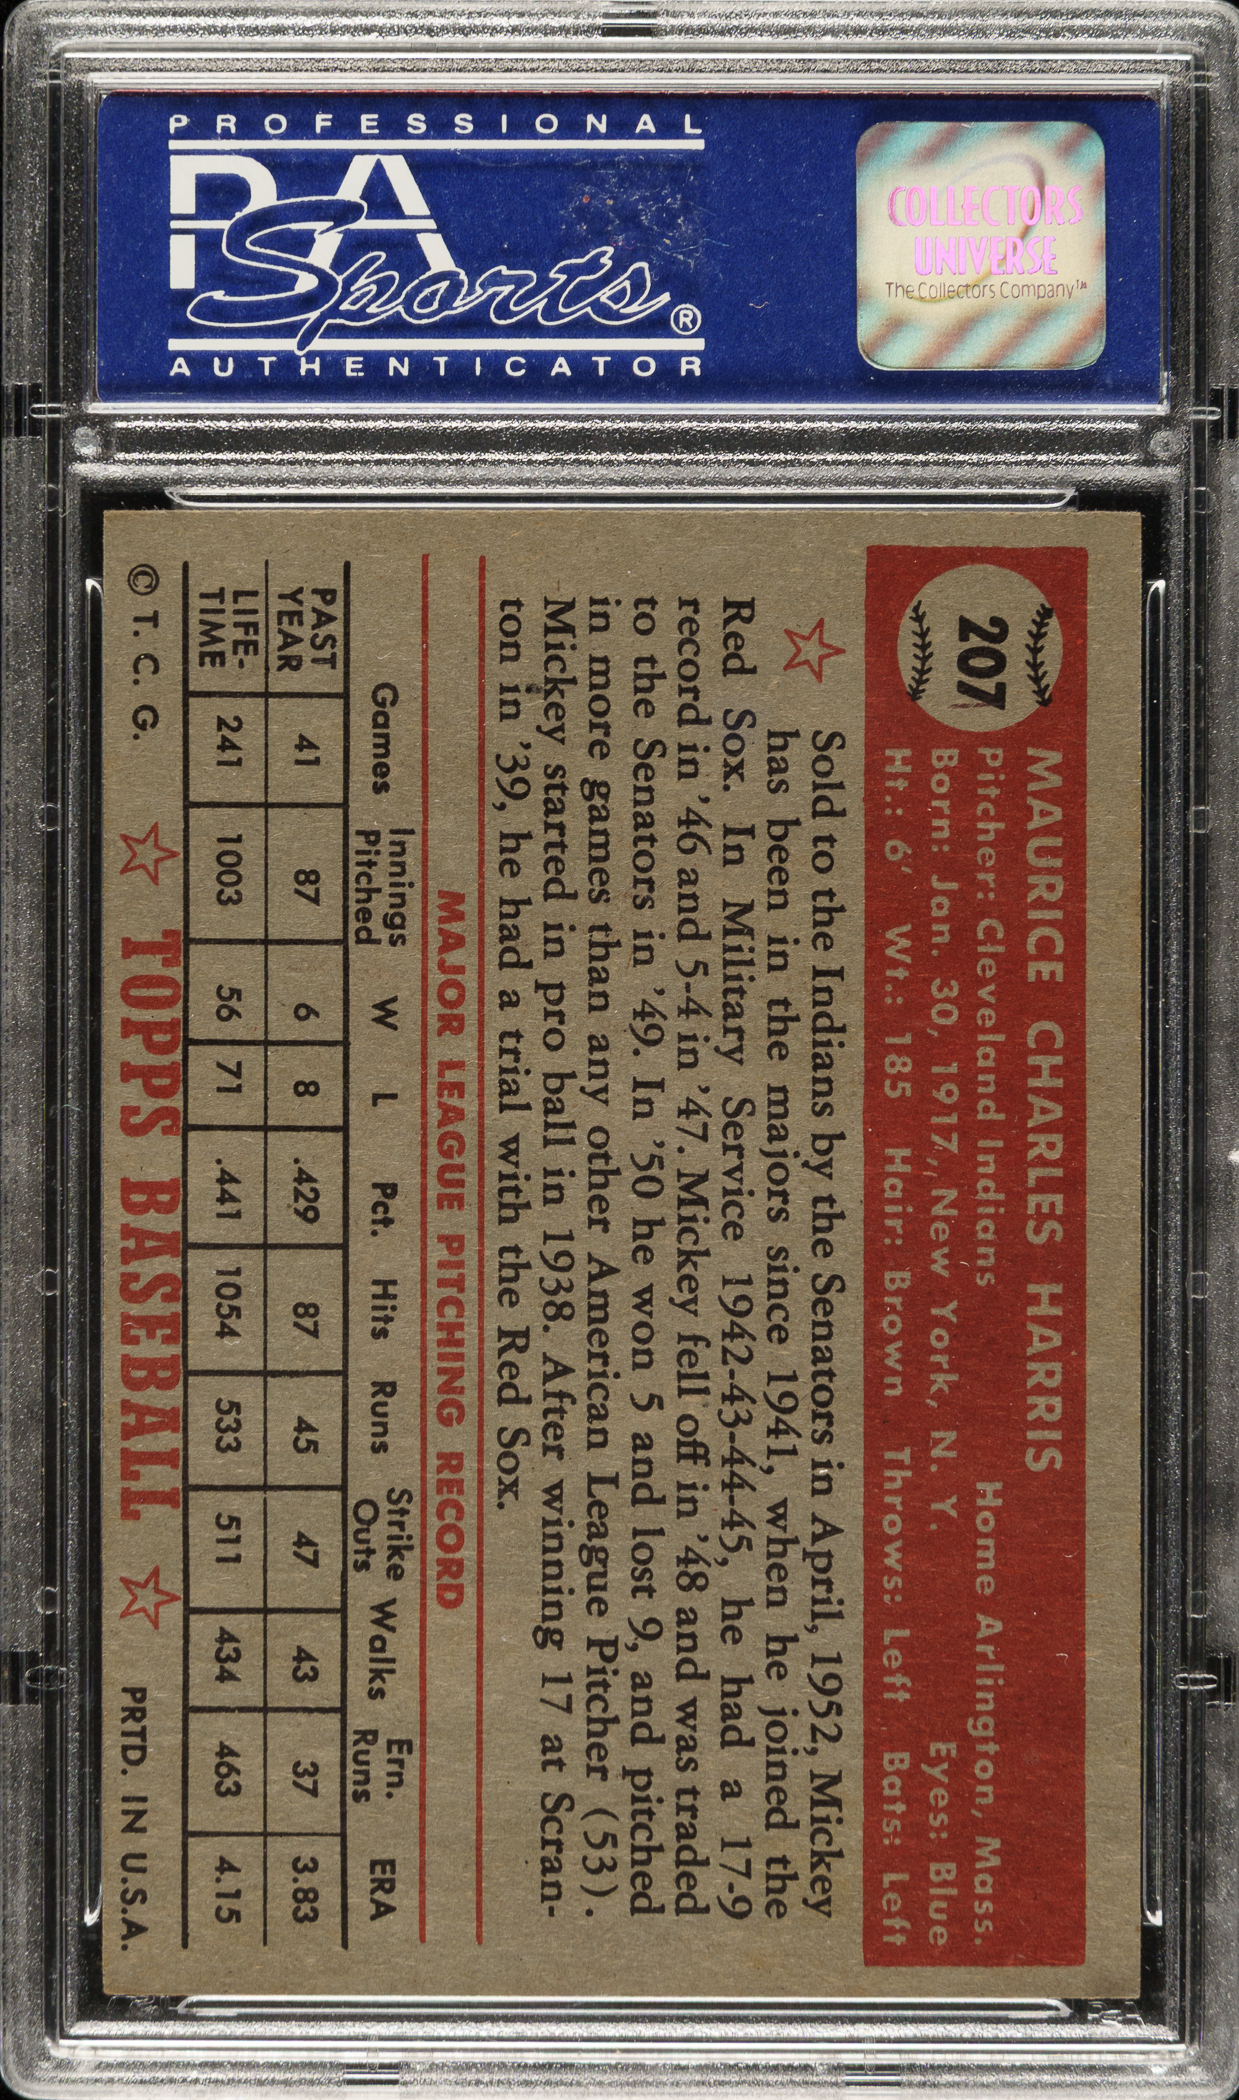 PROFESSIONAL
PSA
Sports®
AUTHENTICATOR
COLLECTORS
UNIVERSE
The Collectors Company™
207
MAURICE CHARLES HARRIS
Pitcher: Cleveland Indians Home Arlington, Mass.
Born: Jan. 30, 1917, New York, N. Y. Eyes: Blue
Ht.: 6' Wt.: 185 Hair: Brown Throws: Left Bats: Left
Sold to the Indians by the Senators in April, 1952, Mickey
has been in the majors since 1941, when he joined the
Red Sox. In Military Service 1942-43-44-45, he had a 17-9
record in '46 and 5-4 in '47. Mickey fell off in '48 and was traded
to the Senators in '49. In '50 he won 5 and lost 9, and pitched
in more games than any other American League Pitcher (53).
Mickey started in pro ball in 1938. After winning 17 at Scran-
ton in '39, he had a trial with the Red Sox.
MAJOR LEAGUE PITCHING RECORD
Games Innings Pitched W L Pct. Hits Runs Strike Outs Walks Ern. Runs ERA
PAST YEAR 41 87 6 8 .429 87 45 47 43 37 3.83
LIFE-TIME 241 1003 56 71 .441 1054 533 511 434 463 4.15
© T. C. G. TOPPS BASEBALL PRTD. IN U.S.A.